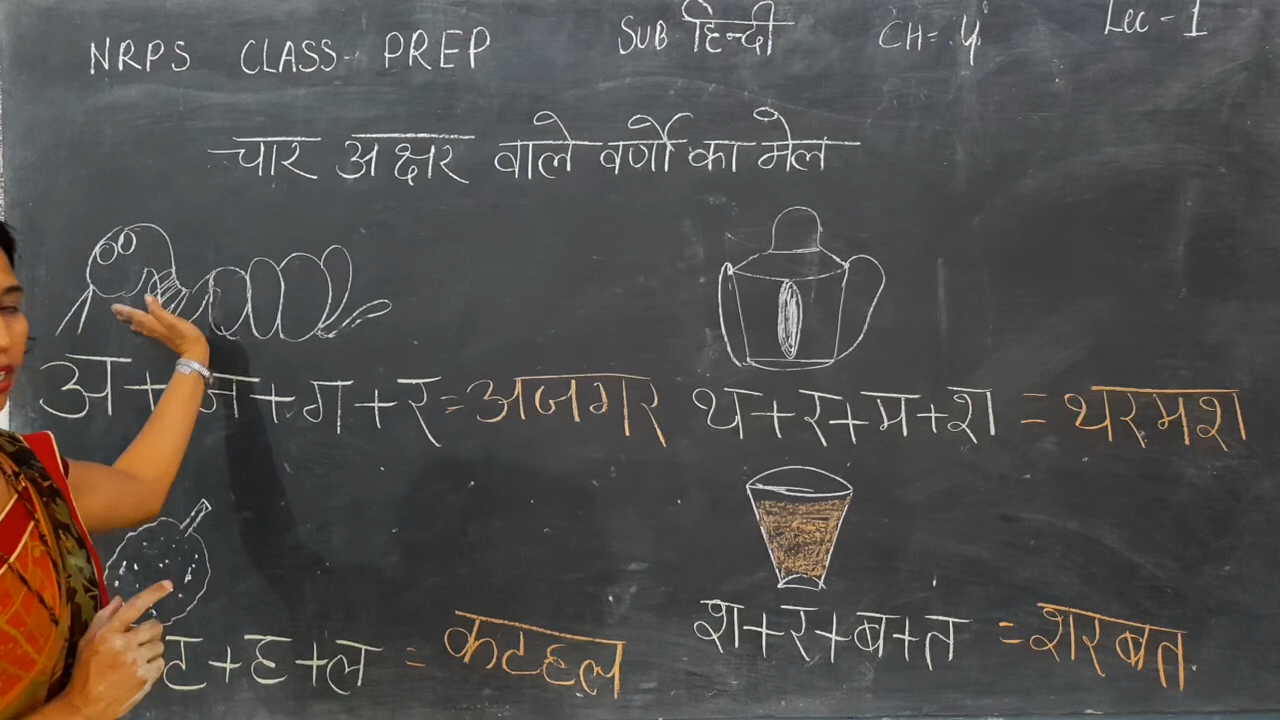 NRPS CLASS- PREP SUB हिन्दी CH= 4 Lec - 1
चार अक्षर वाले वर्णो का मेल
अ+ज+ग+र=अजगर
थ+र+म+श = थरमश
ट+ह+ल = कटहल
श+र+ब+त = शरबत